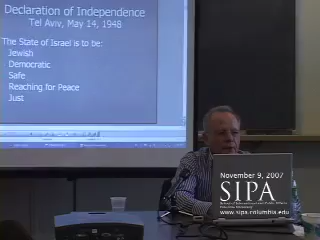 Declaration of Independence
Tel Aviv, May 14, 1948
The State of Israel is to be:
Jewish
Democratic
Safe
Reaching for Peace
Just
November 9, 2007
SIPA
www.sipa.columbia.edu